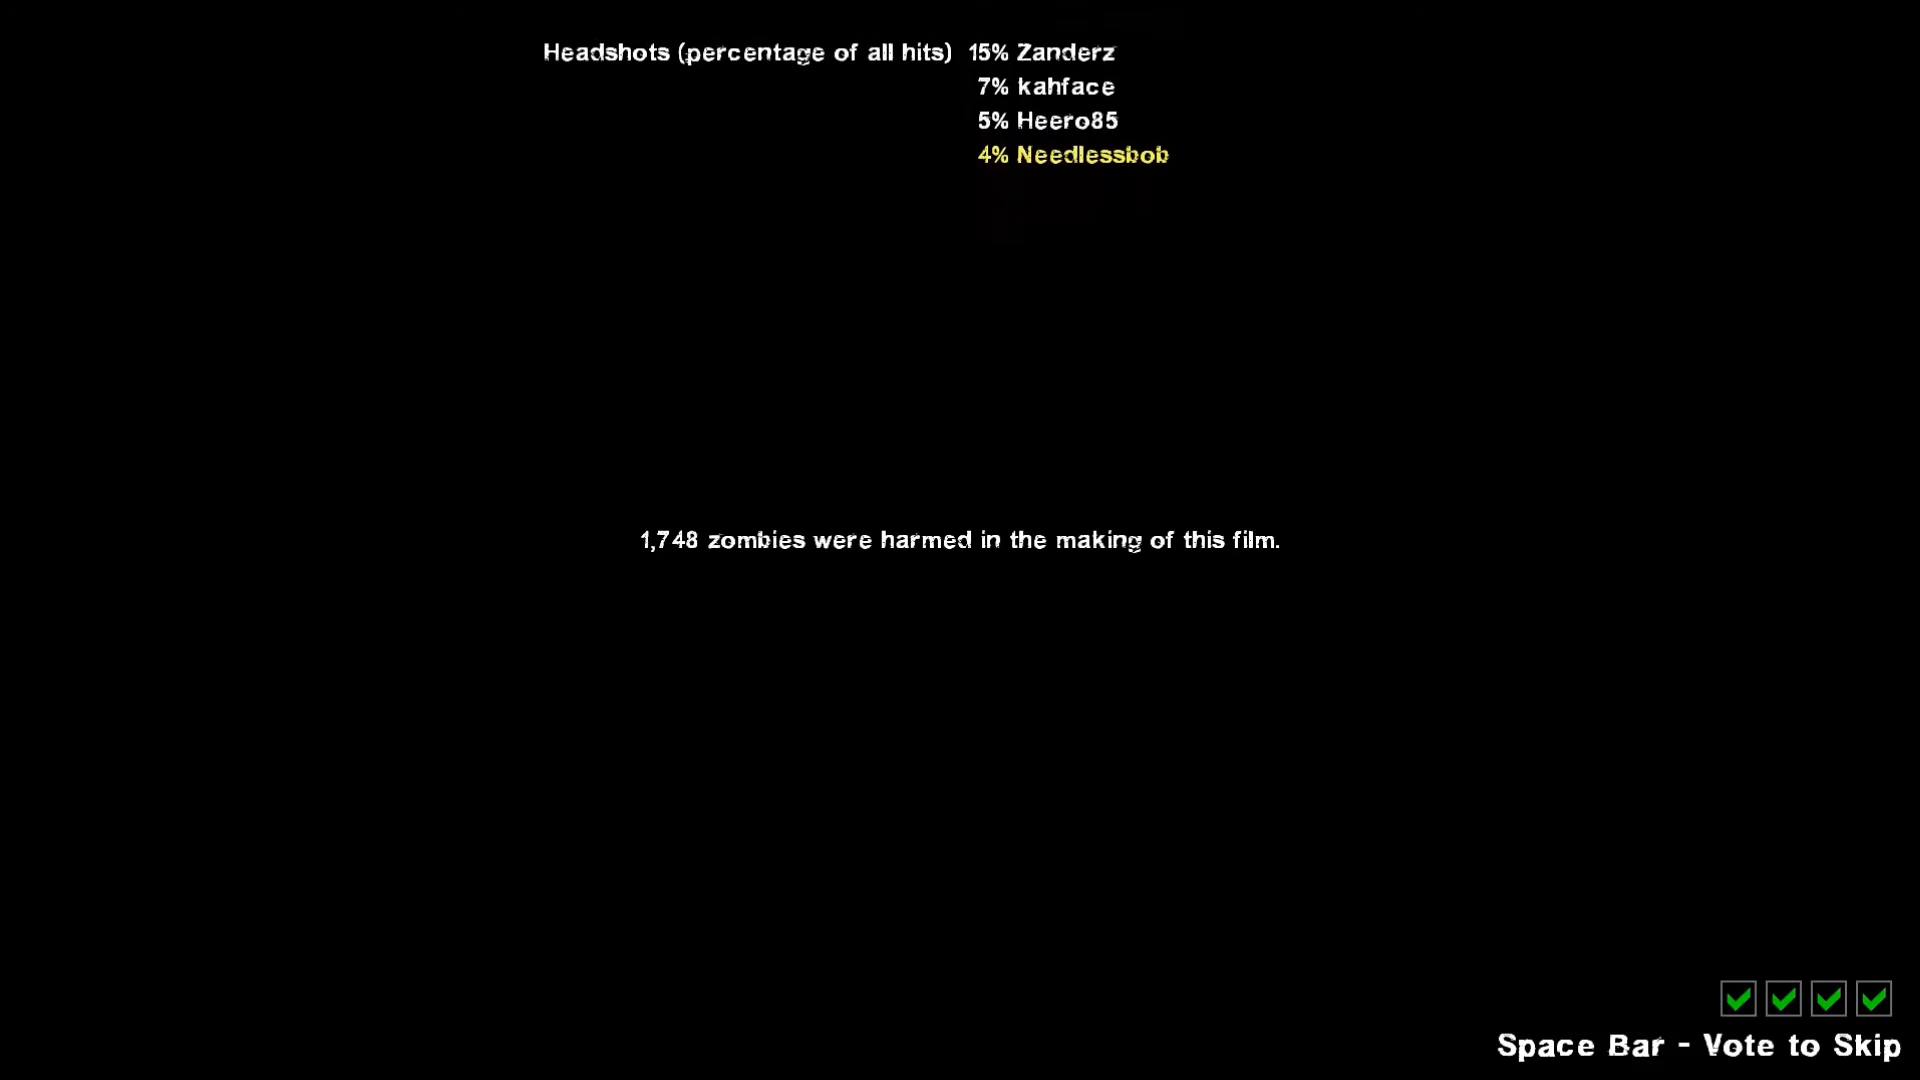 Headshots (percentage of all hits) 15% Zanderz
7% kahface
5% Heero85
4% Needlessbob
1,748 zombies were harmed in the making of this film.
Space Bar - Vote to Skip